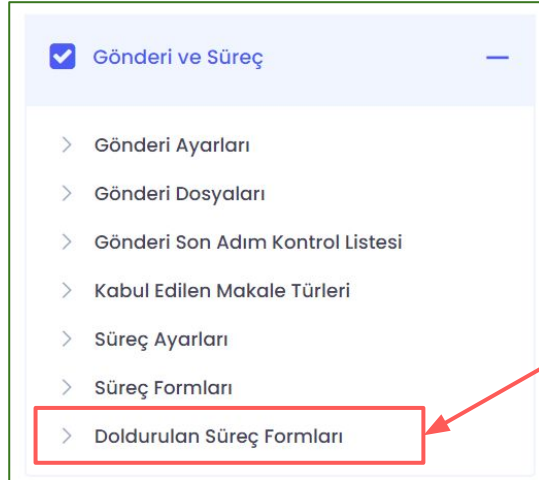 Gönderi ve Süreç
Gönderi Ayarları
Gönderi Dosyaları
Gönderi Son Adım Kontrol Listesi
Kabul Edilen Makale Türleri
Süreç Ayarları
Süreç Formları
Doldurulan Süreç Formları